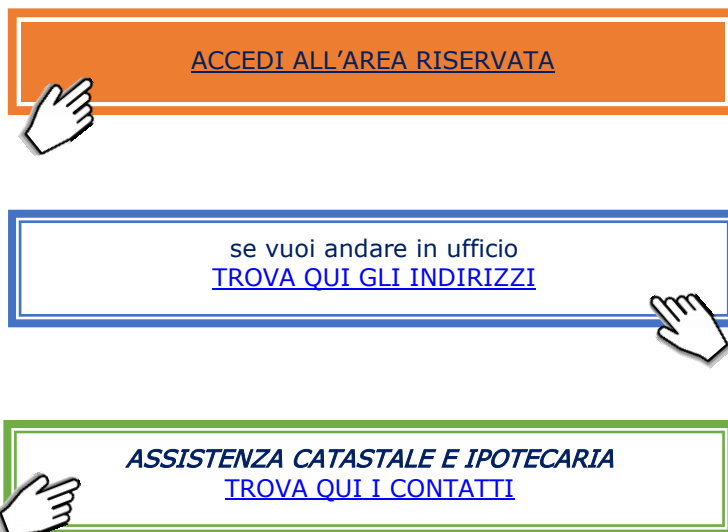 ACCEDI ALL’AREA RISERVATA
se vuoi andare in ufficio
TROVA QUI GLI INDIRIZZI
ASSISTENZA CATASTALE E IPOTECARIA
TROVA QUI I CONTATTI